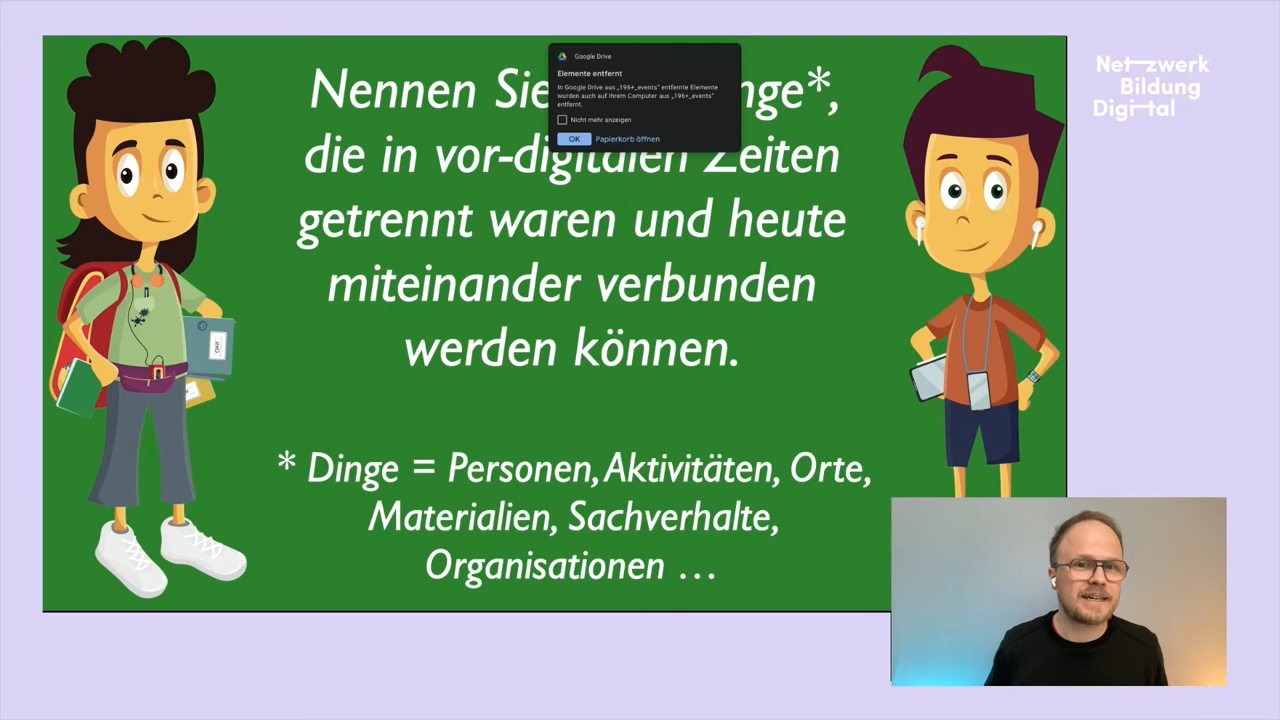 Nennen Sie nge*,
die in vor-digitalen Zeiten
getrennt waren und heute
miteinander verbunden
werden können.
* Dinge = Personen, Aktivitäten, Orte,
Materialien, Sachverhalte,
Organisationen …
Google Drive
Elemente entfernt
In Google Drive aus „196+_events" entfernte Elemente
wurden auch auf Ihrem Computer aus „196+_events"
entfernt.
Nicht mehr anzeigen
OK Papierkorb öffnen
Netzwerk
Bildung
Digital